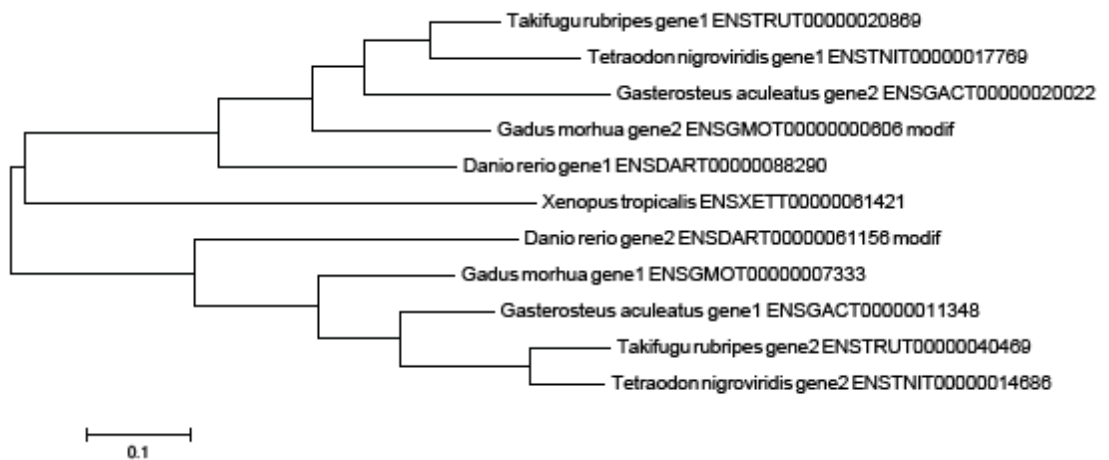 Takifugu rubripes gene1 ENSTRUT00000020869
Tetraodon nigroviridis gene1 ENSTNIT00000017769
Gasterosteus aculeatus gene2 ENSGACT00000020022
Gadus morhua gene2 ENSGMOT00000000606 modif
Danio rerio gene1 ENSDART00000088290
Xenopus tropicalis ENSXETT00000061421
Danio rerio gene2 ENSDART00000061156 modif
Gadus morhua gene1 ENSGMOT00000007333
Gasterosteus aculeatus gene1 ENSGACT00000011348
Takifugu rubripes gene2 ENSTRUT00000040469
Tetraodon nigroviridis gene2 ENSTNIT00000014686
0.1